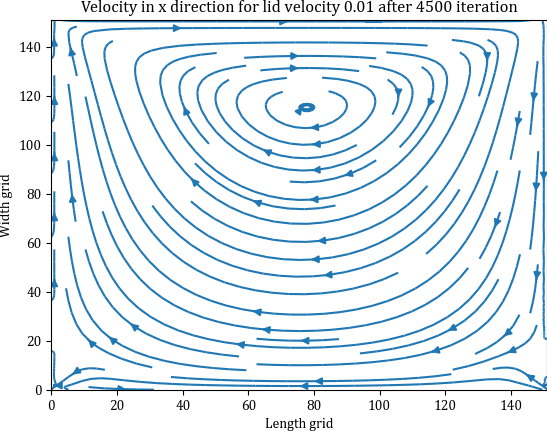 Velocity in x direction for lid velocity 0.01 after 4500 iteration
140
120
100
80
60
40
20
0
Width grid
0 20 40 60 80 100 120 140
Length grid